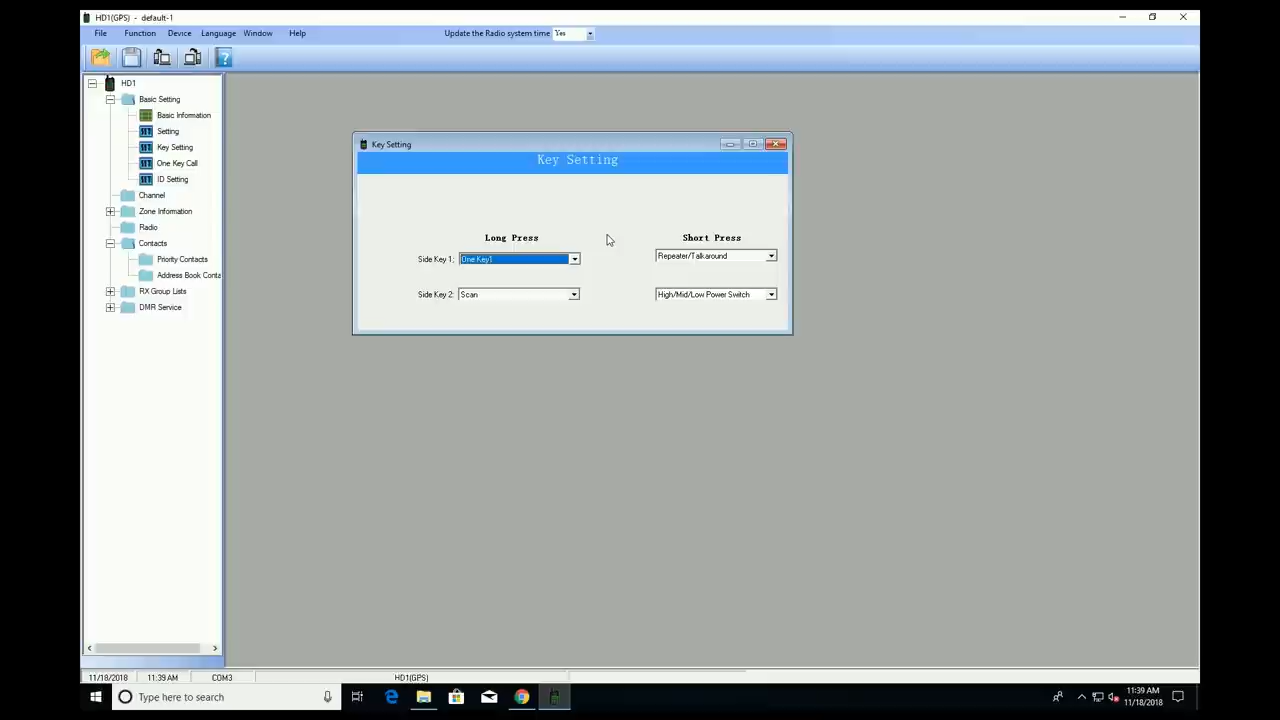 HD1(GPS) - default-1
File Function Device Language Window Help Update the Radio system time Yes
HD1
Basic Setting
Basic Information
SET Setting
SET Key Setting
SET One Key Call
SET ID Setting
Channel
Zone Information
Radio
Contacts
Priority Contacts
Address Book Conta
RX Group Lists
DMR Service
Key Setting
Key Setting
Long Press Short Press
Side Key 1: One Key1 Repeater/Talkaround
Side Key 2: Scan High/Mid/Low Power Switch
11/18/2018 11:39 AM COM3 HD1(GPS)
Type here to search
11:39 AM
11/18/2018